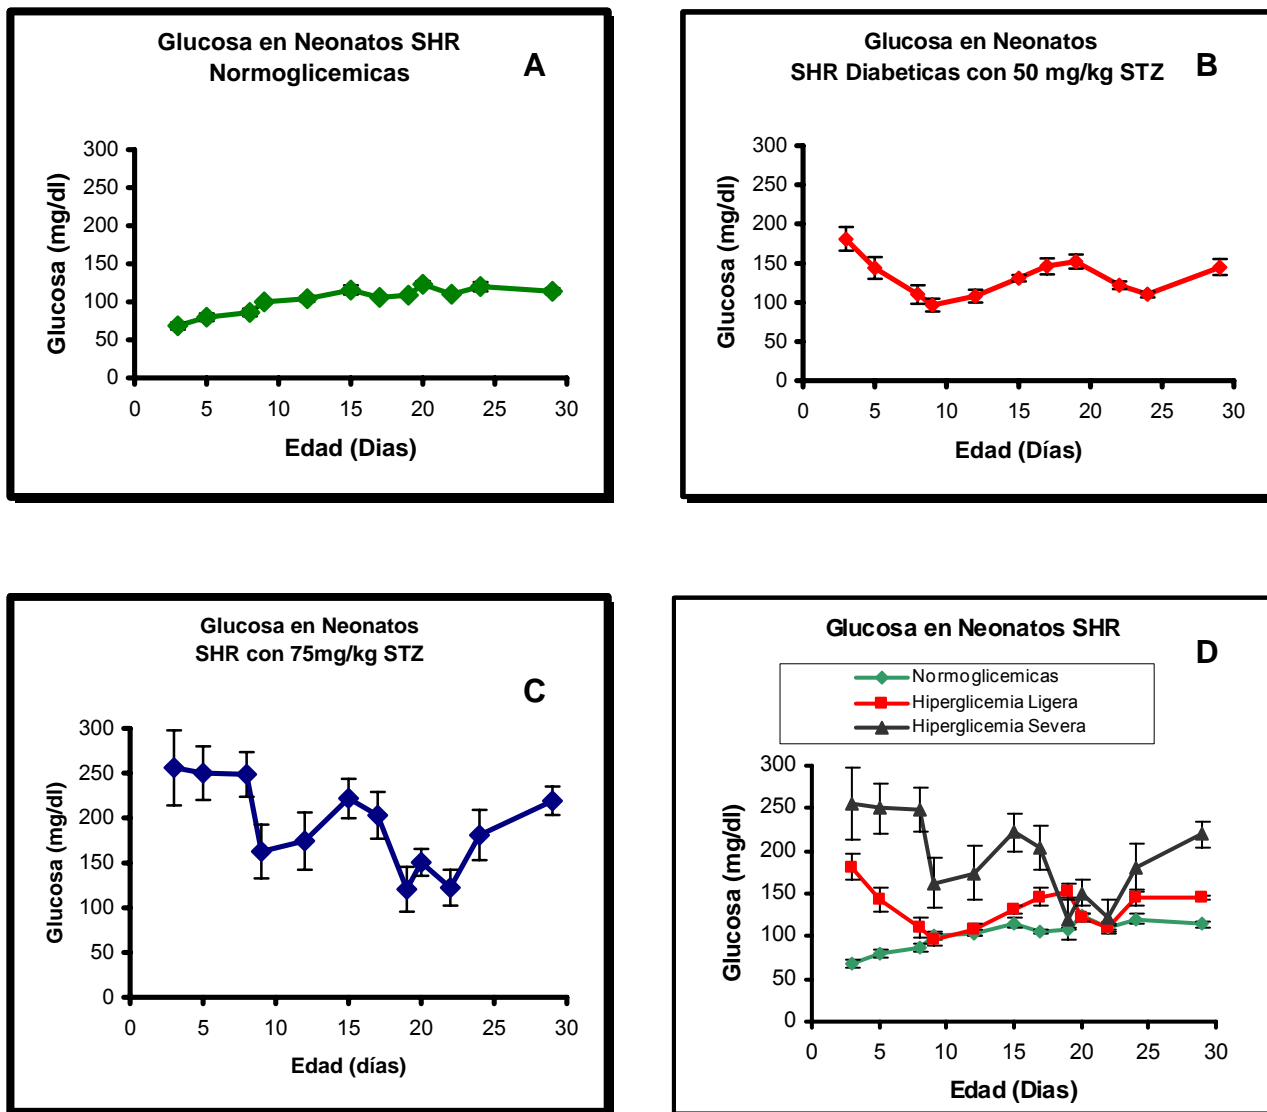 Glucosa en Neonatos SHR
Normoglicemicas
A
Glucosa (mg/dl)
300
250
200
150
100
50
0
0 5 10 15 20 25 30
Edad (Dias)
Glucosa en Neonatos
SHR Diabeticas con 50 mg/kg STZ
B
Glucosa (mg/dl)
300
250
200
150
100
50
0
0 5 10 15 20 25 30
Edad (Días)
Glucosa en Neonatos
SHR con 75mg/kg STZ
C
Glucosa (mg/dl)
300
250
200
150
100
50
0
0 5 10 15 20 25 30
Edad (días)
Glucosa en Neonatos SHR
D
Normoglicemicas
Hiperglicemia Ligera
Hiperglicemia Severa
Glucosa (mg/dl)
300
250
200
150
100
50
0
0 5 10 15 20 25 30
Edad (Dias)